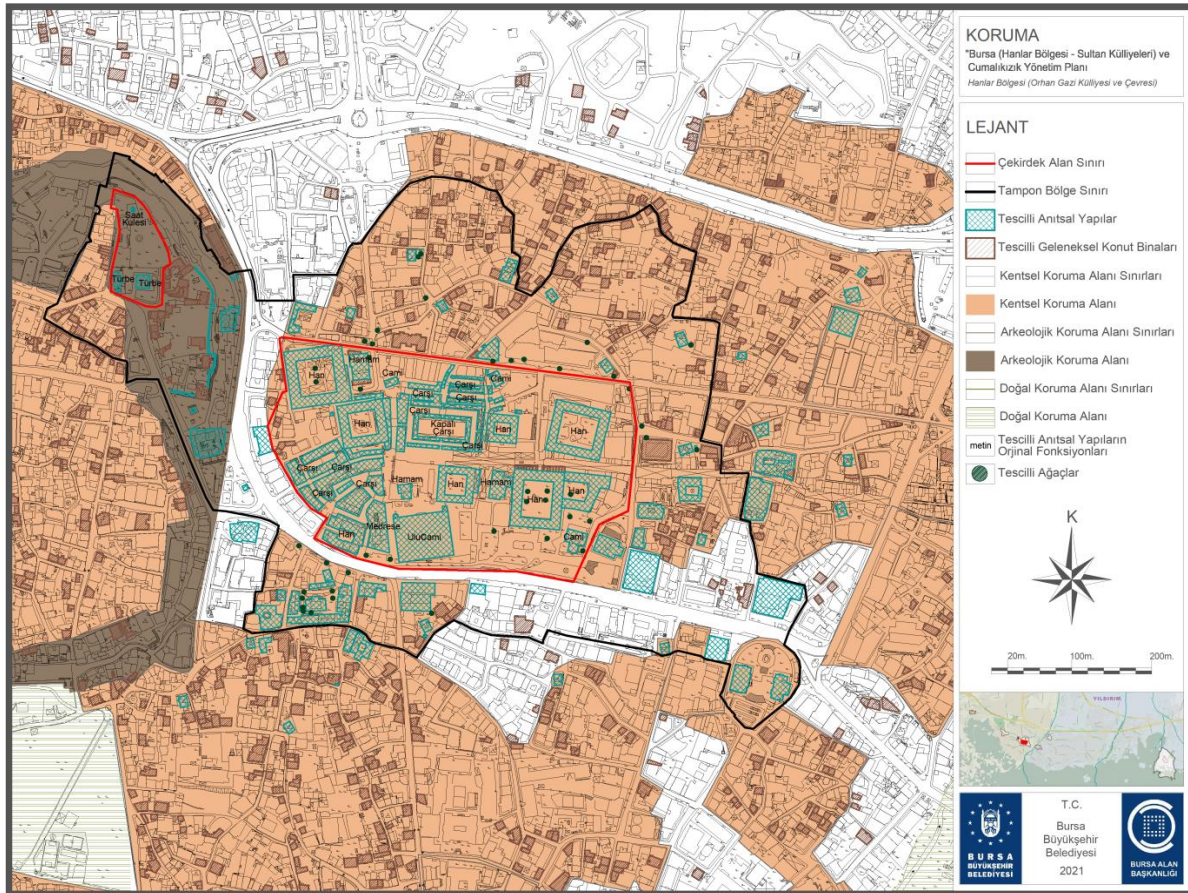 KORUMA
"Bursa (Hanlar Bölgesi - Sultan Külliyeleri) ve
Cumalıkızık Yönetim Planı
Hanlar Bölgesi (Orhan Gazi Külliyesi ve Çevresi)
LEJANT
Çekirdek Alan Sınırı
Tampon Bölge Sınırı
Tescilli Anıtsal Yapılar
Tescilli Geleneksel Konut Binaları
Kentsel Koruma Alanı Sınırları
Kentsel Koruma Alanı
Arkeolojik Koruma Alanı Sınırları
Arkeolojik Koruma Alanı
Doğal Koruma Alanı Sınırları
Doğal Koruma Alanı
metin
Tescilli Anıtsal Yapıların
Orjinal Fonksiyonları
Tescilli Ağaçlar
K
20m. 100m. 200m.
YILDIRIM
BURSA
BÜYÜKŞEHİR
BELEDİYESİ
T.C.
Bursa
Büyükşehir
Belediyesi
2021
BURSA ALAN
BAŞKANLIĞI
Saat
Kulesi
Türbe
Türbe
Han
Hamam
Cami
Çarşı
Cami
Çarşı
Çarşı
Çarşı
Kapalı
Çarşı
Çarşı
Han
Han
Han
Çarşı
Çarşı
Çarşı
Çarşı
Hamam
Han
Hamam
Han
Han
Han
Medrese
UluCami
Cami